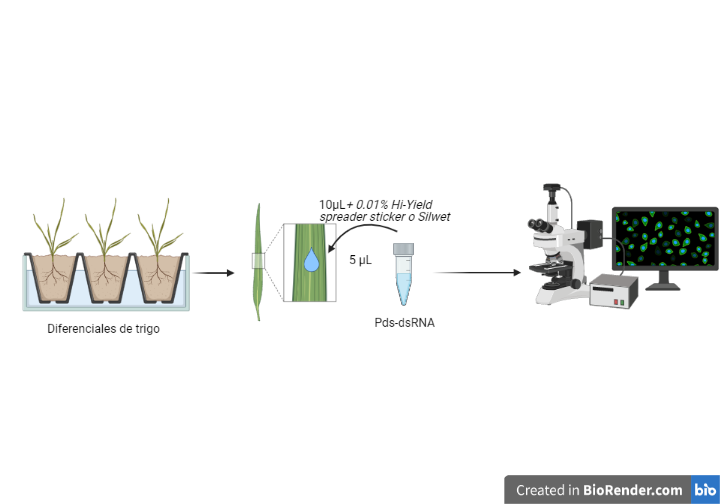 10µL+ 0.01% Hi-Yield
spreader sticker o Silwet
5 µL
Diferenciales de trigo
Pds-dsRNA
Created in BioRender.com bio